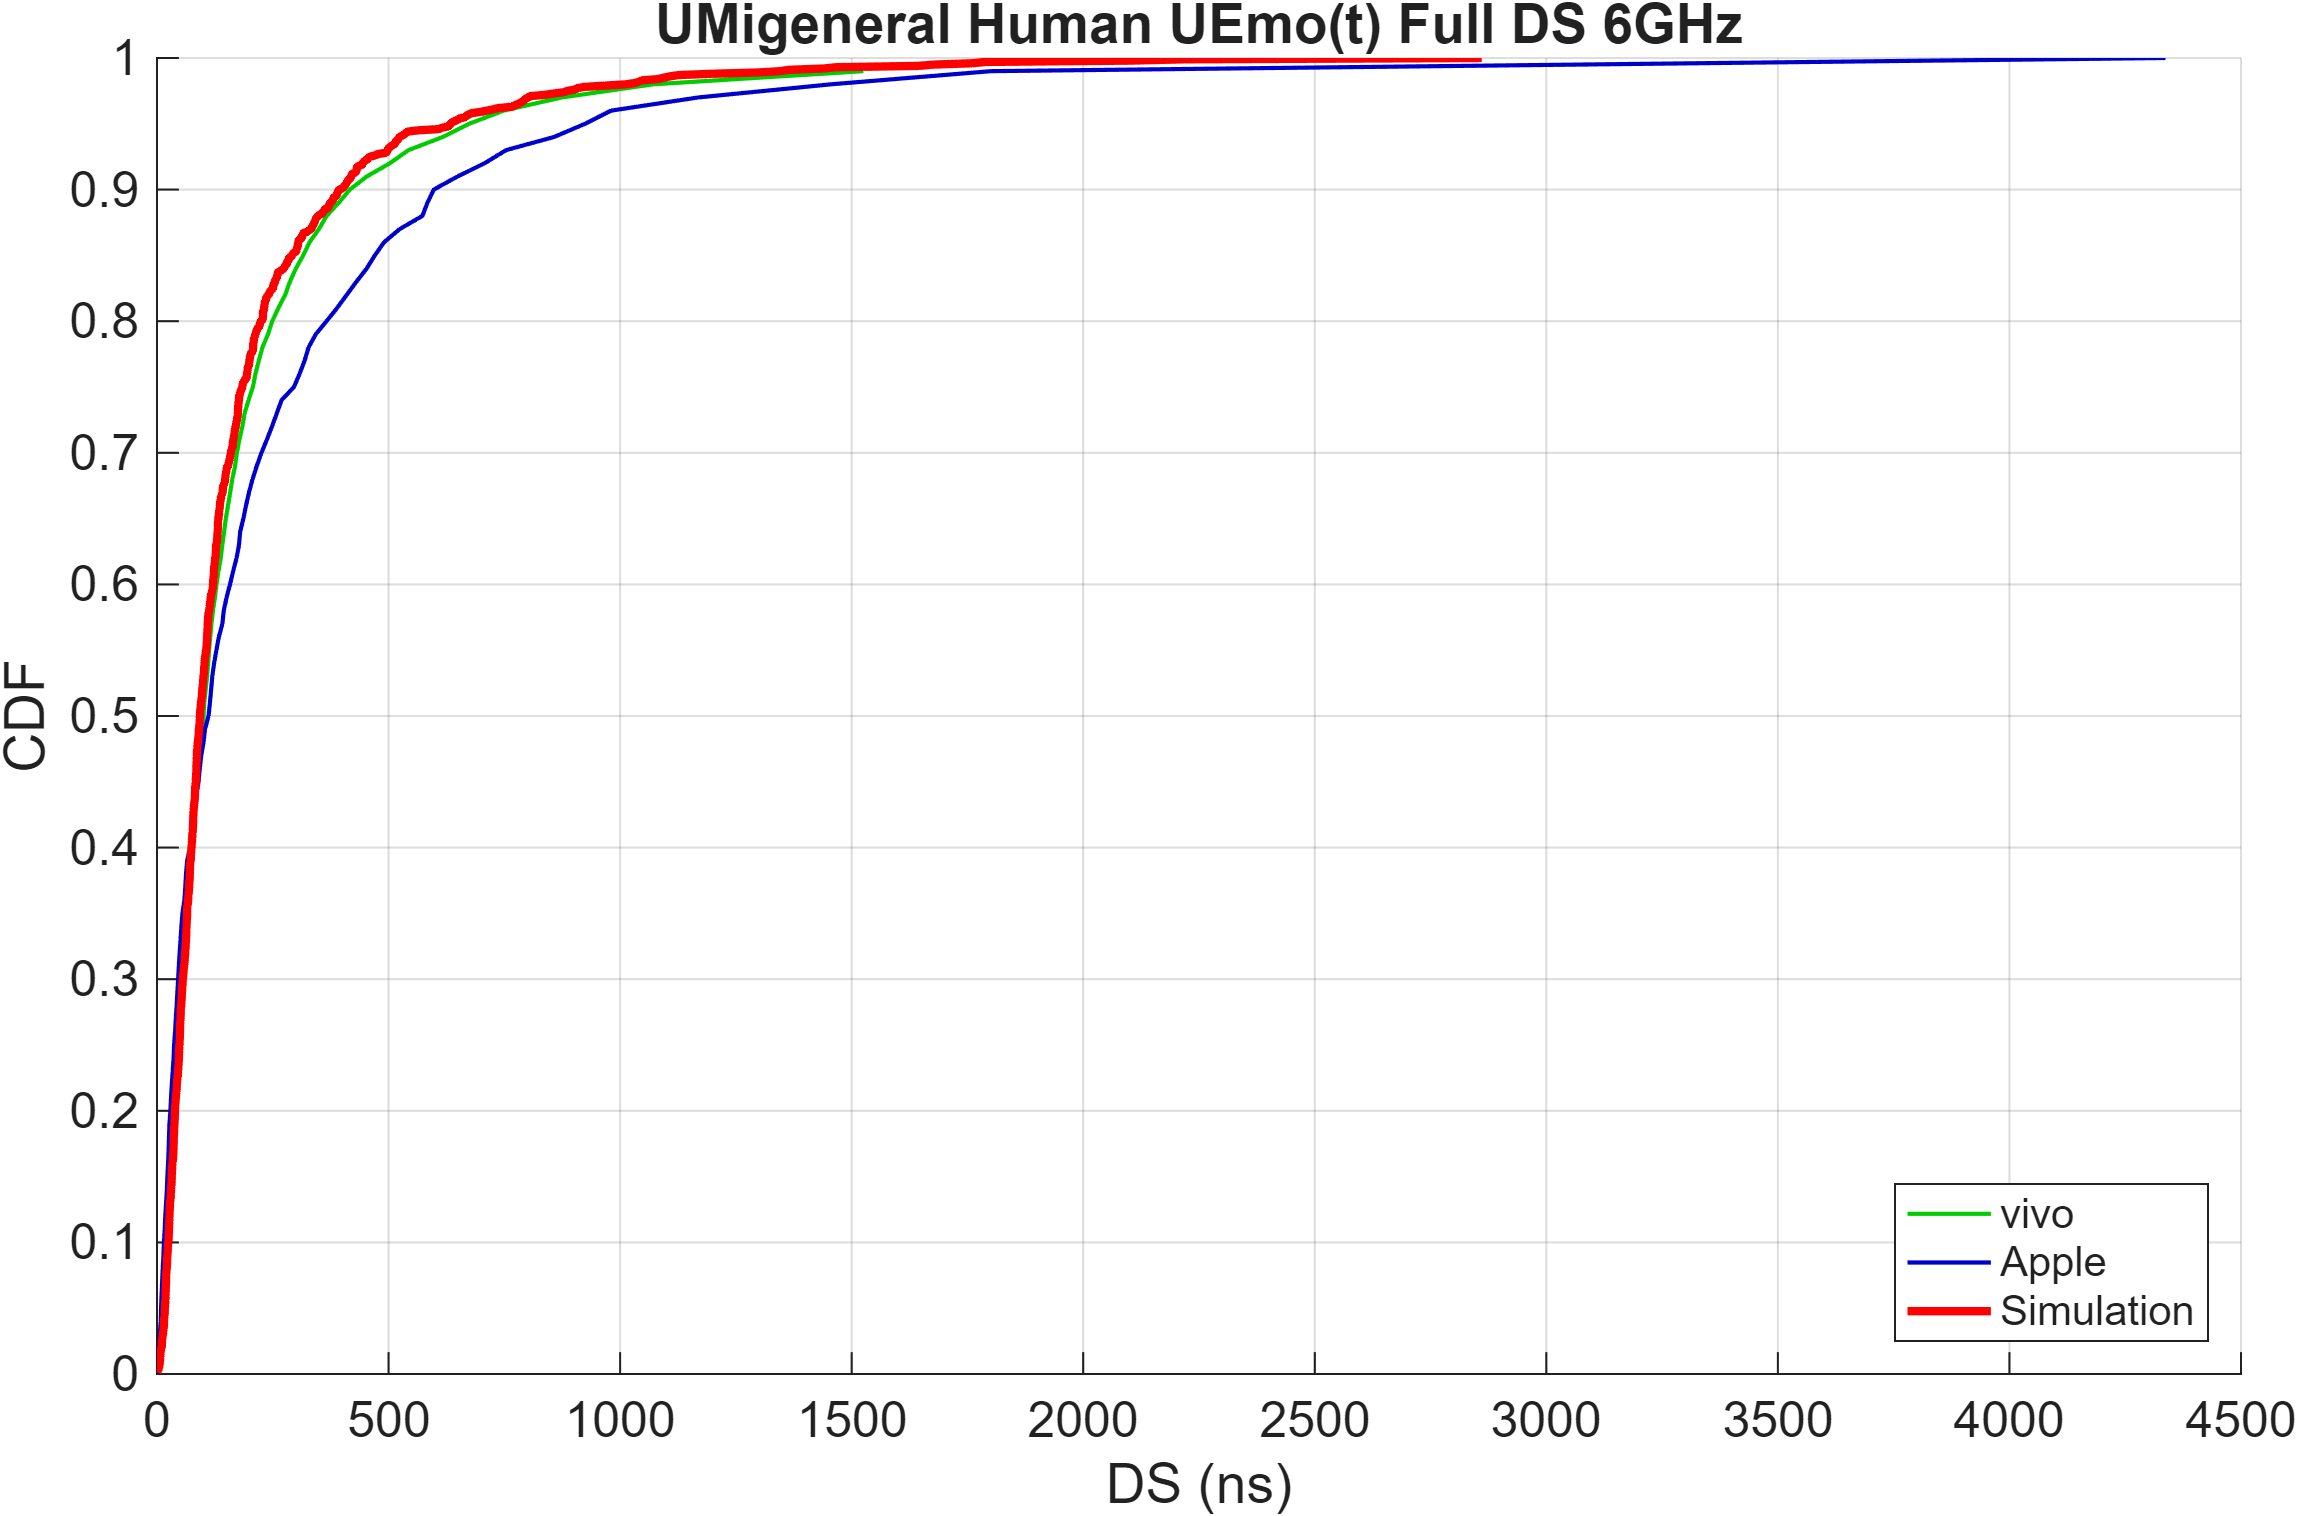 UMigeneral Human UEmo(t) Full DS 6GHz
1
0.9
0.8
0.7
0.6
0.5
0.4
0.3
0.2
0.1
0
CDF
0 500 1000 1500 2000 2500 3000 3500 4000 4500
DS (ns)
vivo
Apple
Simulation